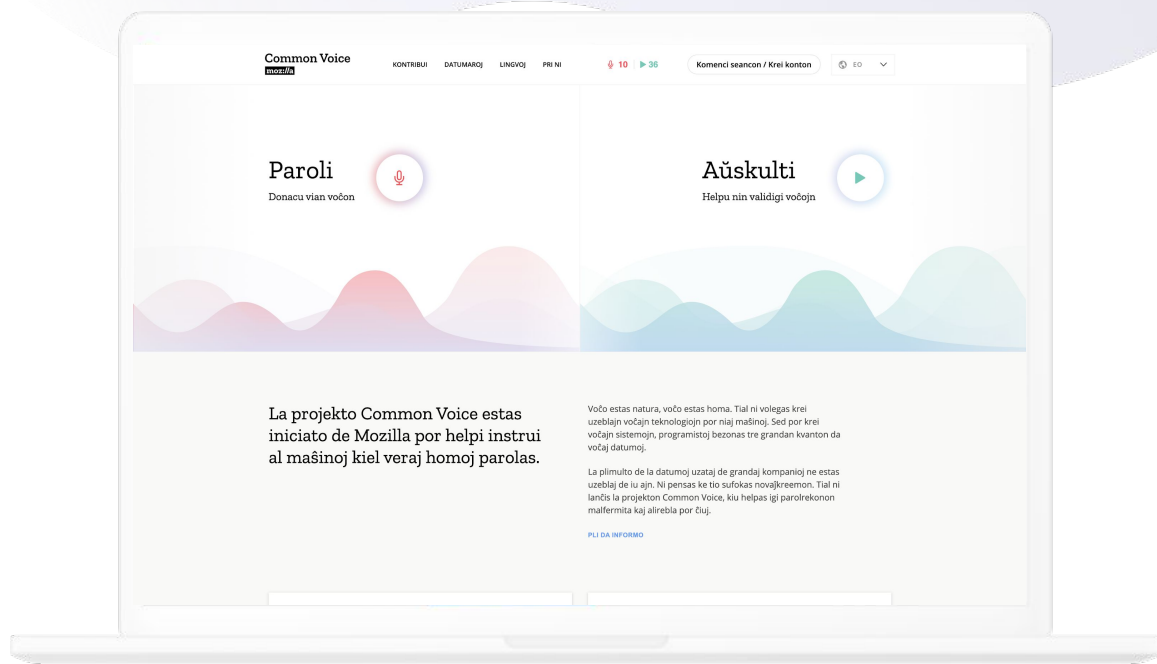 Common Voice
moz://a
KONTRIBUI DATUMAROJ LINGVOJ PRI NI
10 36
Komenci seancon / Krei konton
EO
Paroli
Donacu vian voĉon
Aŭskulti
Helpu nin validigi voĉojn
La projekto Common Voice estas
iniciato de Mozilla por helpi instrui
al maŝinoj kiel veraj homoj parolas.
Voĉo estas natura, voĉo estas homa. Tial ni volegas krei
uzeblajn voĉajn teknologiojn por niaj maŝinoj. Sed por krei
voĉajn sistemojn, programistoj bezonas tre grandan kvanton da
voĉaj datumoj.
La plimulto de la datumoj uzataj de grandaj kompanioj ne estas
uzeblaj de iu ajn. Ni pensas ke tio sufokas novaĵkreemon. Tial ni
lanĉis la projekton Common Voice, kiu helpas igi parolrekonon
malfermita kaj alirebla por ĉiuj.
PLI DA INFORMO